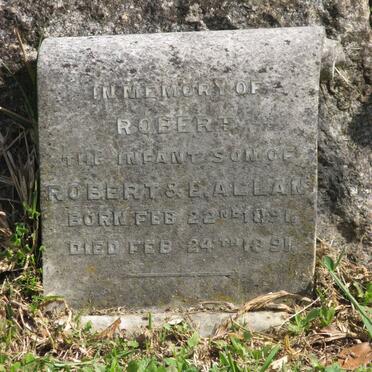 IN MEMORY OF
ROBERT
THE INFANT SON OF
ROBERT & E. ALLAN
BORN FEB 22ND 1891.
DIED FEB 24TH 1891.